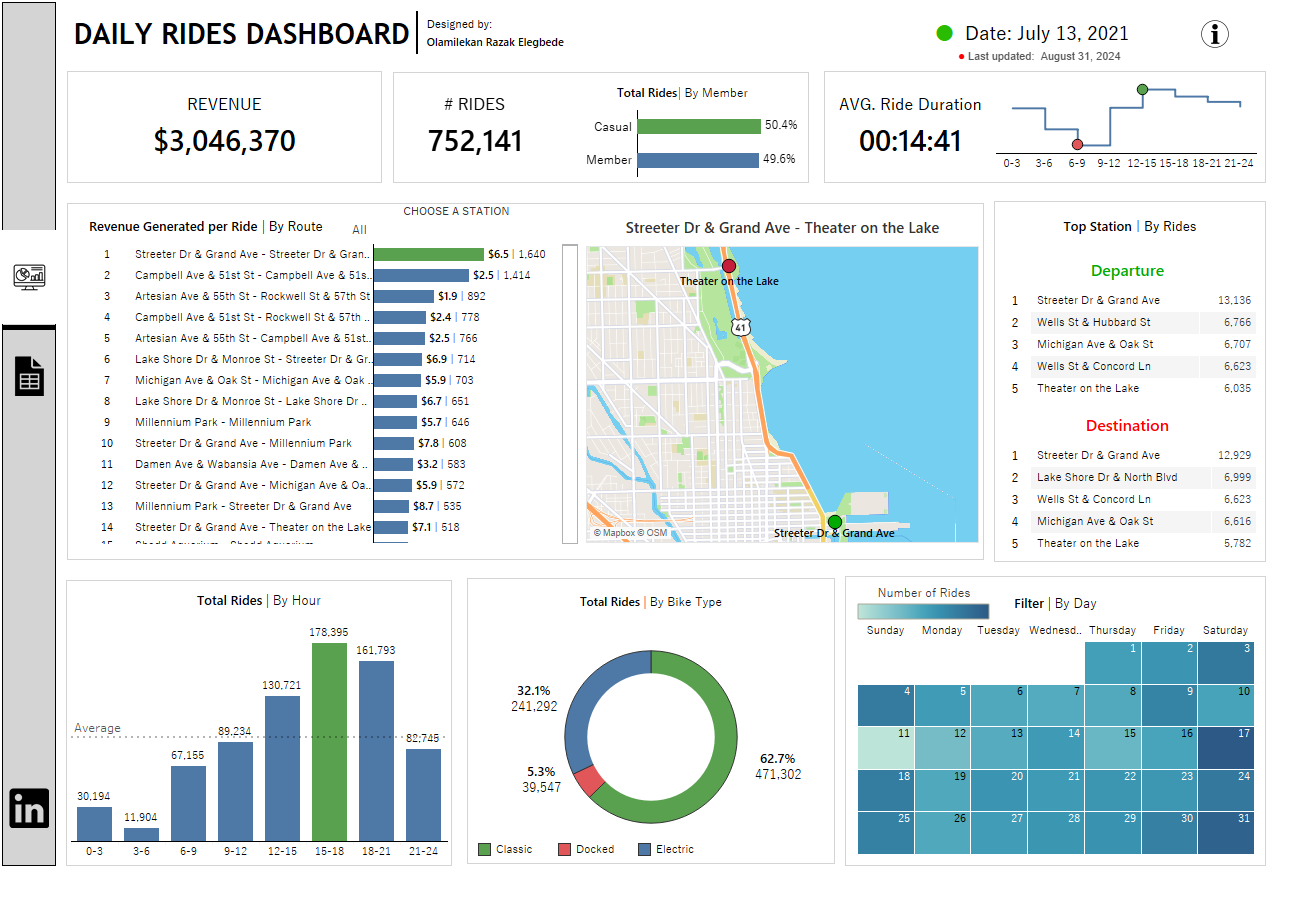 DAILY RIDES DASHBOARD
Designed by:
Olamilekan Razak Elegbede
Date: July 13, 2021
Last updated: August 31, 2024
i
REVENUE
$3,046,370
# RIDES
752,141
Total Rides| By Member
Casual 50.4%
Member 49.6%
AVG. Ride Duration
00:14:41
0-3 3-6 6-9 9-12 12-15 15-18 18-21 21-24
Revenue Generated per Ride | By Route
CHOOSE A STATION
All
1 Streeter Dr & Grand Ave - Streeter Dr & Gran.. $6.5 | 1,640
2 Campbell Ave & 51st St - Campbell Ave & 51s.. $2.5 | 1,414
3 Artesian Ave & 55th St - Rockwell St & 57th St $1.9 | 892
4 Campbell Ave & 51st St - Rockwell St & 57th .. $2.4 | 778
5 Artesian Ave & 55th St - Campbell Ave & 51st.. $2.5 | 766
6 Lake Shore Dr & Monroe St - Streeter Dr & Gr.. $6.9 | 714
7 Michigan Ave & Oak St - Michigan Ave & Oak .. $5.9 | 703
8 Lake Shore Dr & Monroe St - Lake Shore Dr .. $6.7 | 651
9 Millennium Park - Millennium Park $5.7 | 646
10 Streeter Dr & Grand Ave - Millennium Park $7.8 | 608
11 Damen Ave & Wabansia Ave - Damen Ave & .. $3.2 | 583
12 Streeter Dr & Grand Ave - Michigan Ave & Oa.. $5.9 | 572
13 Millennium Park - Streeter Dr & Grand Ave $8.7 | 535
14 Streeter Dr & Grand Ave - Theater on the Lake $7.1 | 518
Streeter Dr & Grand Ave - Theater on the Lake
Theater on the Lake
41
© Mapbox © OSM
Streeter Dr & Grand Ave
Top Station | By Rides
Departure
1 Streeter Dr & Grand Ave 13,136
2 Wells St & Hubbard St 6,766
3 Michigan Ave & Oak St 6,707
4 Wells St & Concord Ln 6,623
5 Theater on the Lake 6,035
Destination
1 Streeter Dr & Grand Ave 12,929
2 Lake Shore Dr & North Blvd 6,999
3 Wells St & Concord Ln 6,623
4 Michigan Ave & Oak St 6,616
5 Theater on the Lake 5,782
Total Rides | By Hour
178,395
161,793
130,721
Average
89,234
82,745
67,155
30,194
11,904
0-3 3-6 6-9 9-12 12-15 15-18 18-21 21-24
Total Rides | By Bike Type
32.1%
241,292
62.7%
471,302
5.3%
39,547
Classic Docked Electric
Number of Rides
Filter | By Day
Sunday Monday Tuesday Wednesd.. Thursday Friday Saturday
1 2 3
4 5 6 7 8 9 10
11 12 13 14 15 16 17
18 19 20 21 22 23 24
25 26 27 28 29 30 31
in